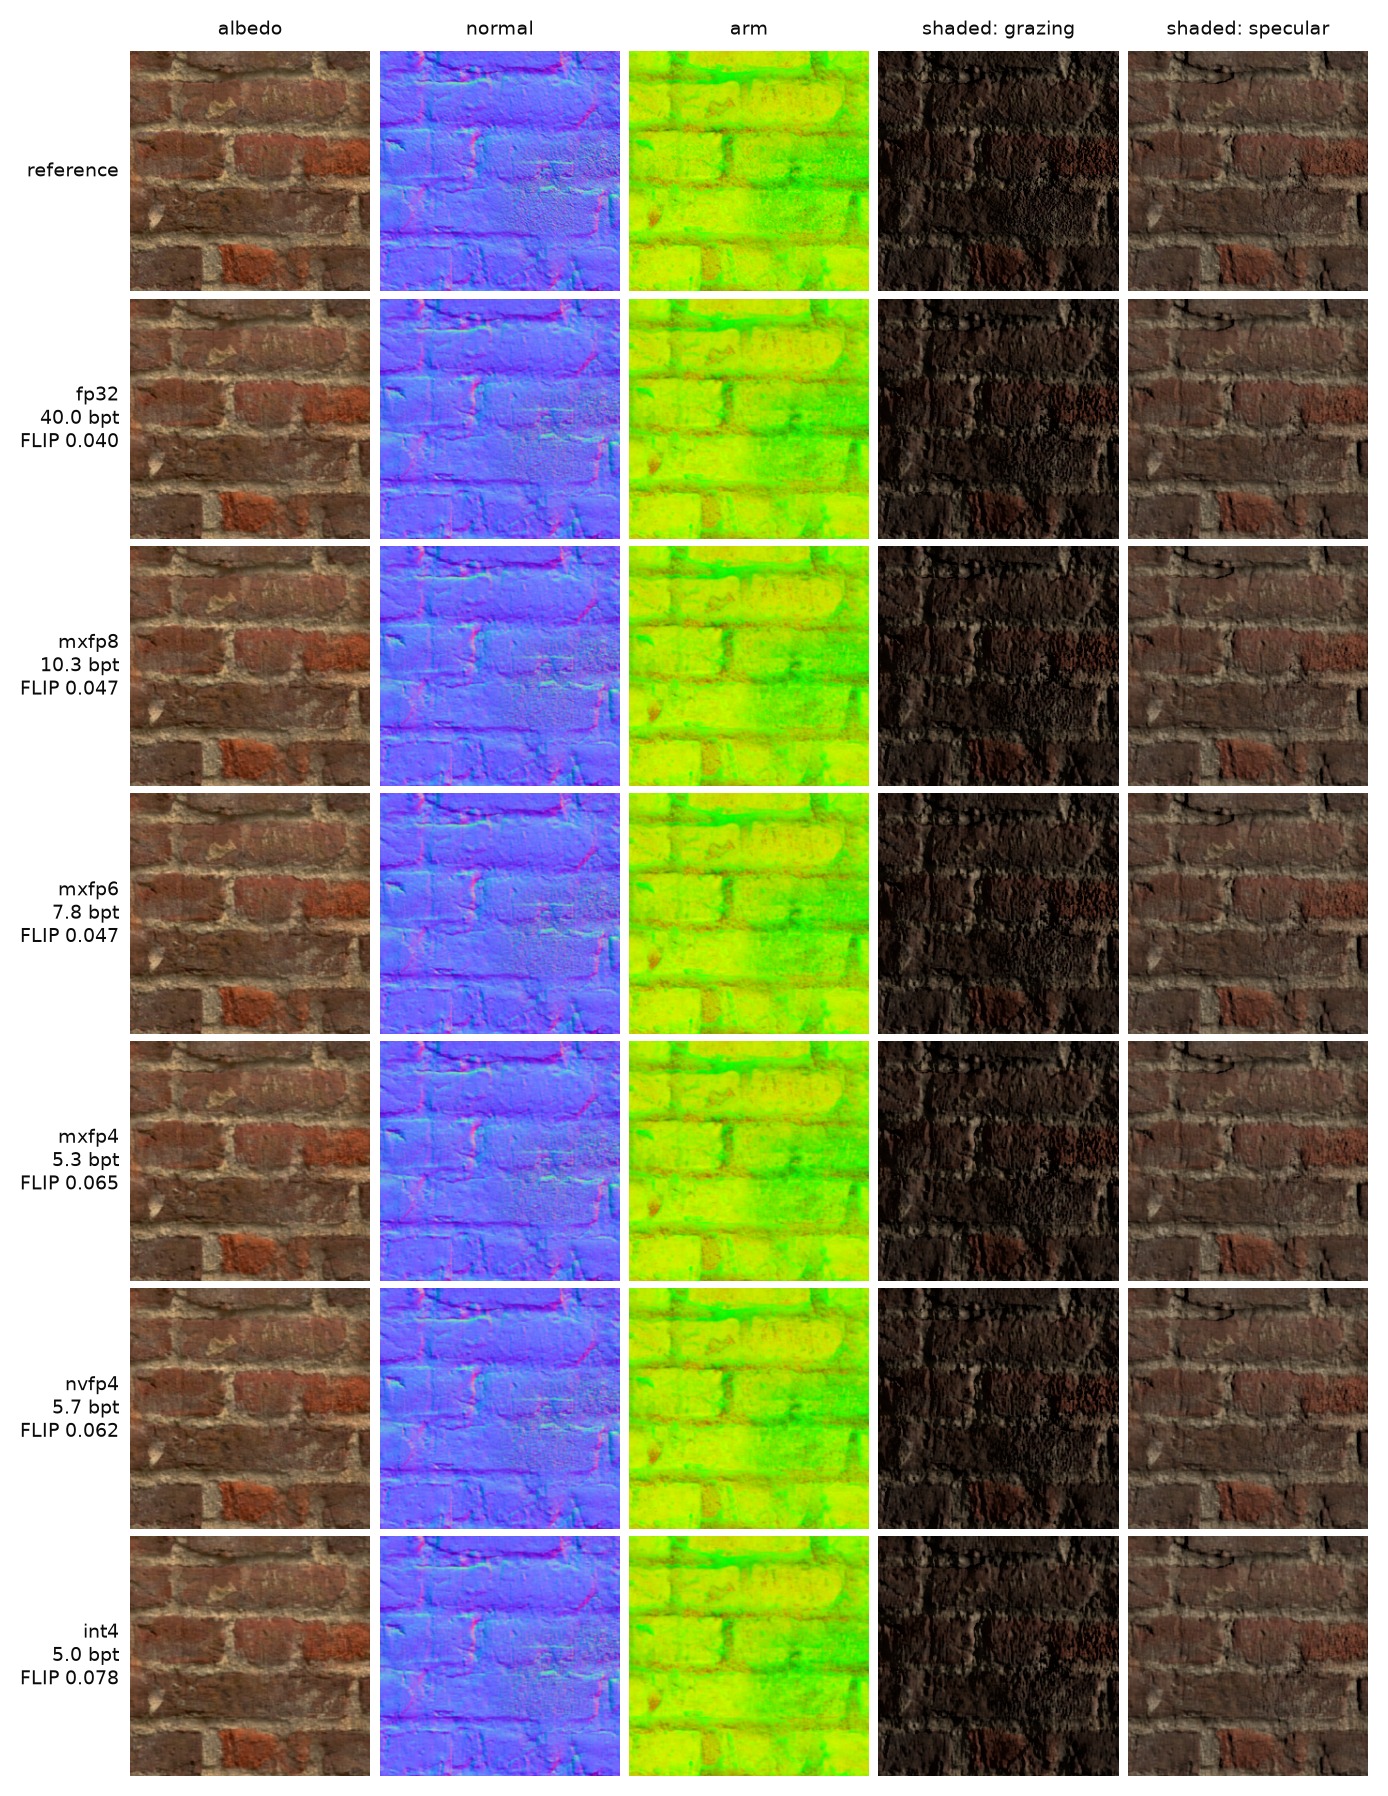 albedo normal arm shaded: grazing shaded: specular
reference
fp32
40.0 bpt
FLIP 0.040
mxfp8
10.3 bpt
FLIP 0.047
mxfp6
7.8 bpt
FLIP 0.047
mxfp4
5.3 bpt
FLIP 0.065
nvfp4
5.7 bpt
FLIP 0.062
int4
5.0 bpt
FLIP 0.078